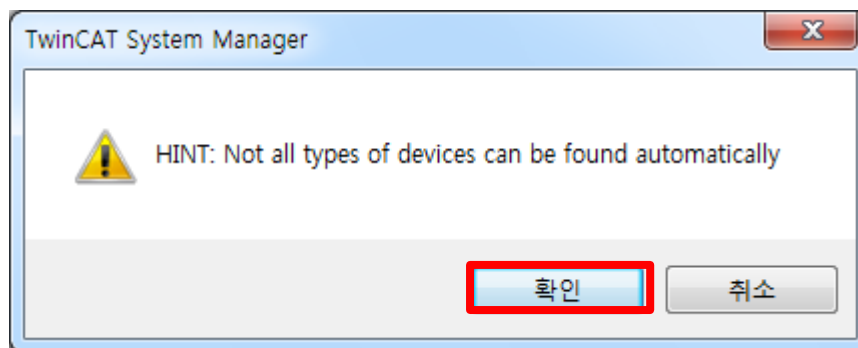 TwinCAT System Manager
HINT: Not all types of devices can be found automatically
확인
취소